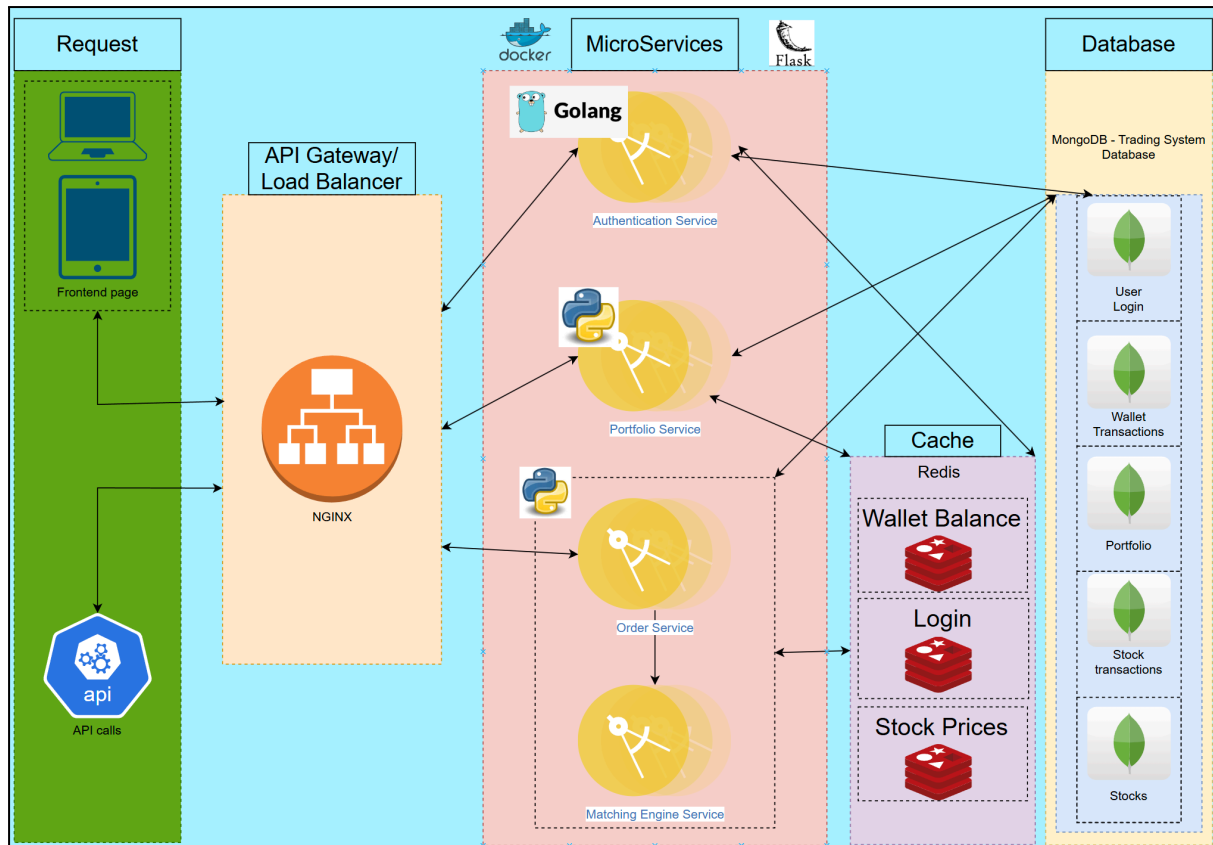 Request
Frontend page
api
API calls
API Gateway/
Load Balancer
NGINX
docker
MicroServices
Flask
Golang
Authentication Service
Portfolio Service
Order Service
Matching Engine Service
Cache
Redis
Wallet Balance
Login
Stock Prices
Database
MongoDB - Trading System
Database
User
Login
Wallet
Transactions
Portfolio
Stock
transactions
Stocks